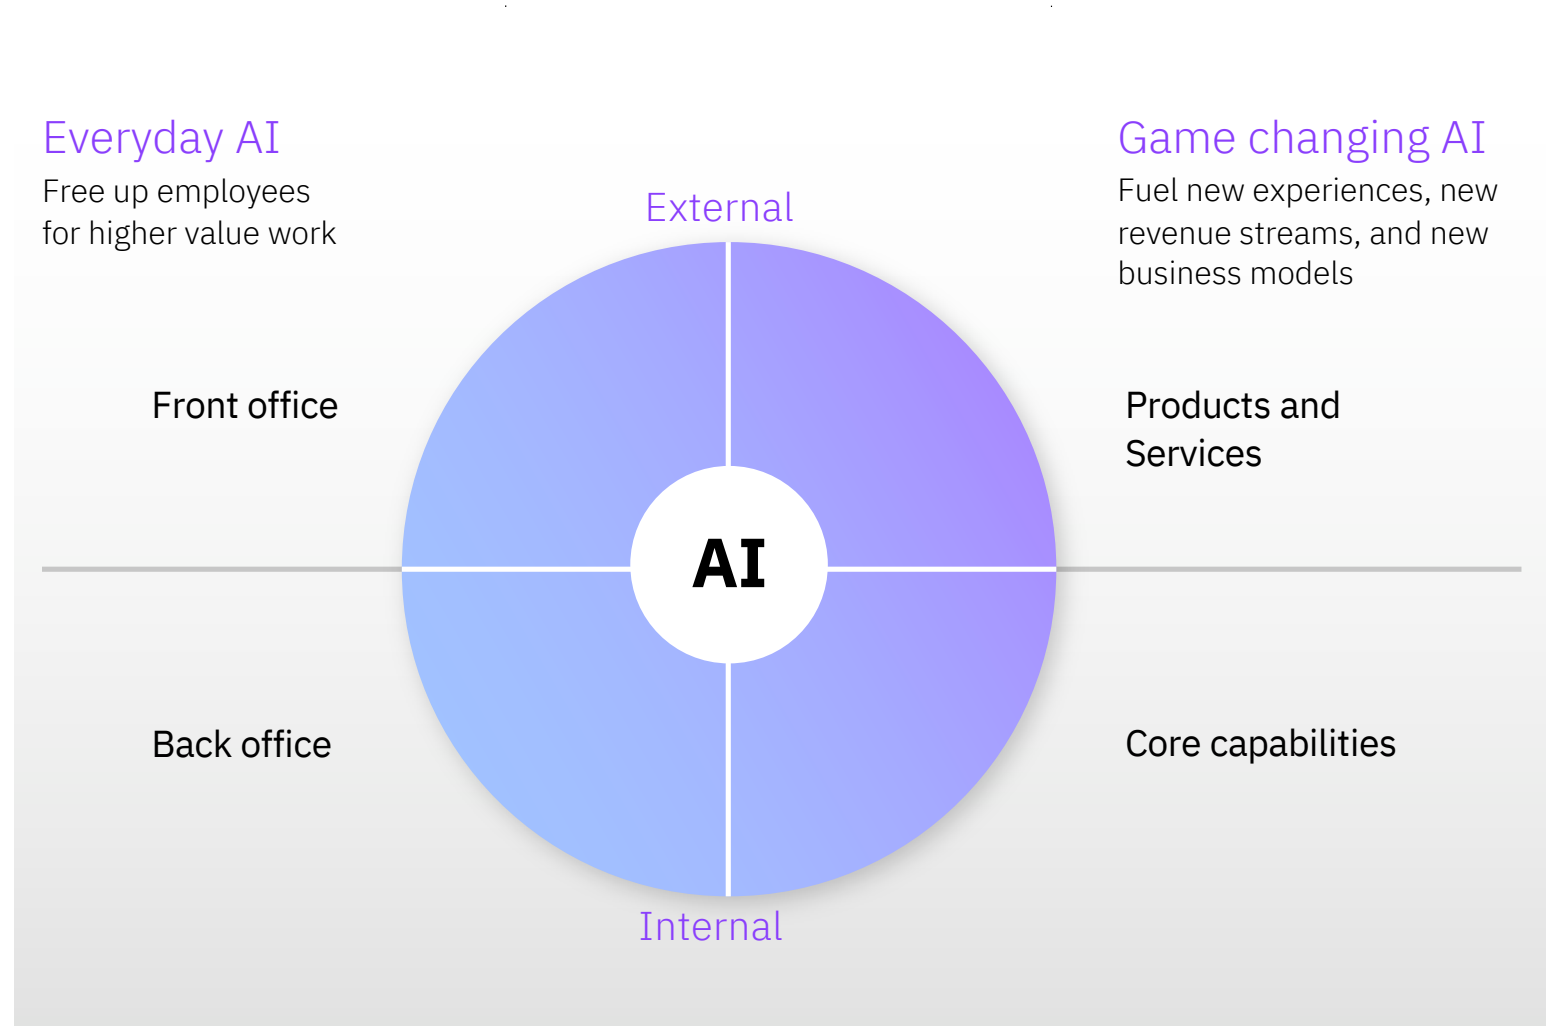 Everyday AI
Free up employees
for higher value work
Game changing AI
Fuel new experiences, new
revenue streams, and new
business models
External
Front office
Products and
Services
AI
Back office
Core capabilities
Internal